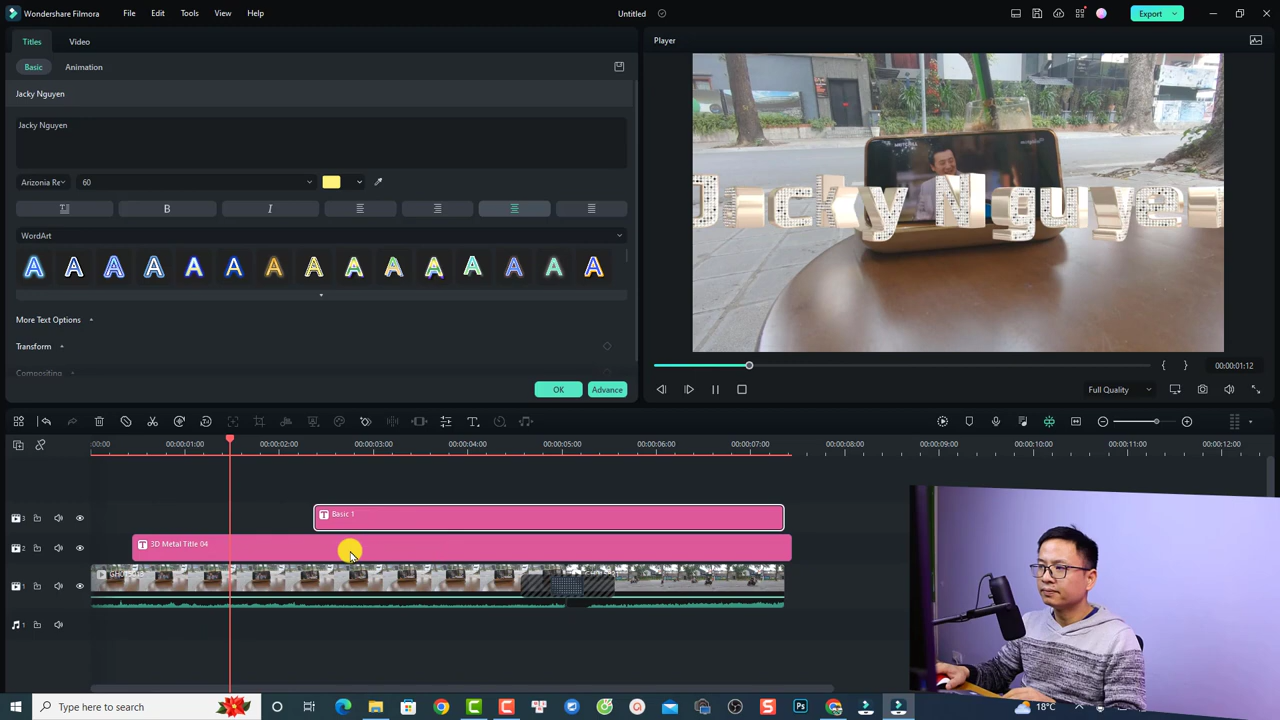 Wondershare Filmora
File
Edit
Tools
View
Help
Untitled
Export
Titles
Video
Player
Basic
Animation
Jacky Nguyen
Jacky Nguyen
Jacky Nguyen
Arizonia Re
60
B
I
WordArt
A A A A A A A A A A A A A A A
More Text Options
Transform
00:00:01:12
Compositing
OK
Advance
Full Quality
:00:00
00:00:01:00
00:00:02:00
00:00:03:00
00:00:04:00
00:00:05:00
00:00:06:00
00:00:07:00
00:00:08:00
00:00:09:00
00:00:10:00
00:00:11:00
00:00:12:00
3
Basic 1
2
3D Metal Title 04
1
1
Type here to search
18°C